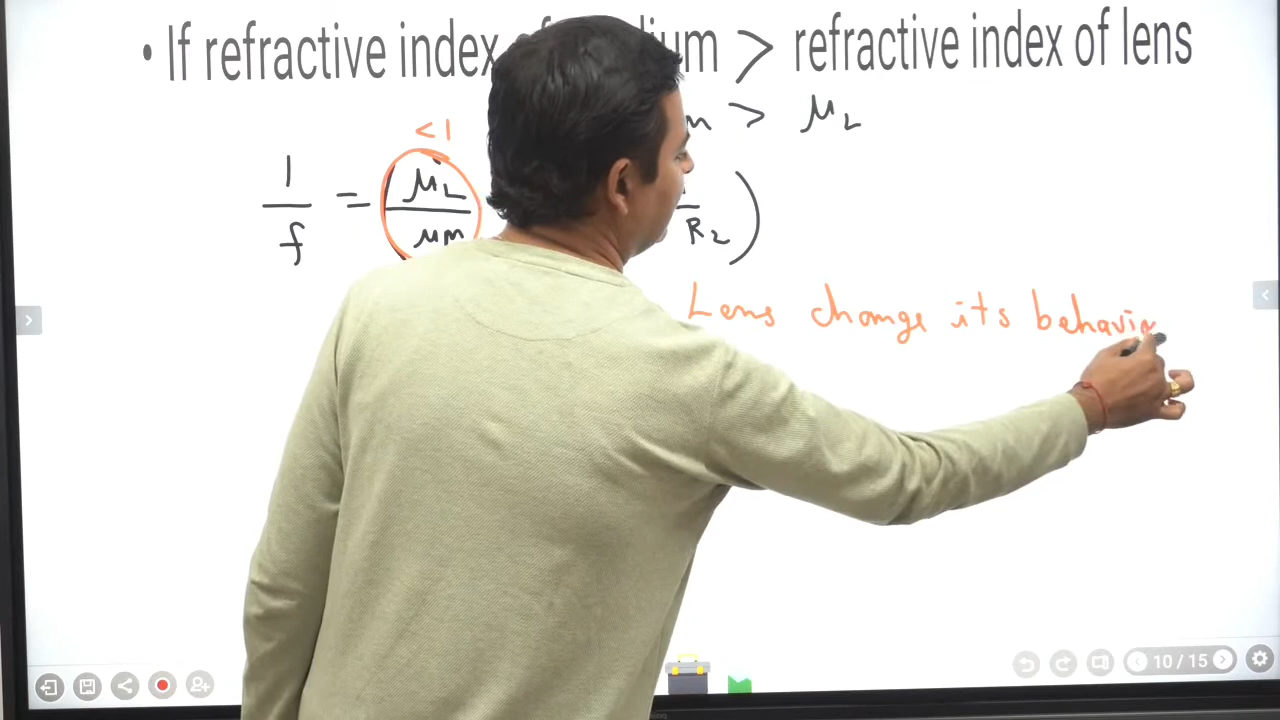 • If refractive index > refractive index of lens
> μL
< 1
1/f = μL/μm R2 )
Lens change its behavio
10 / 15